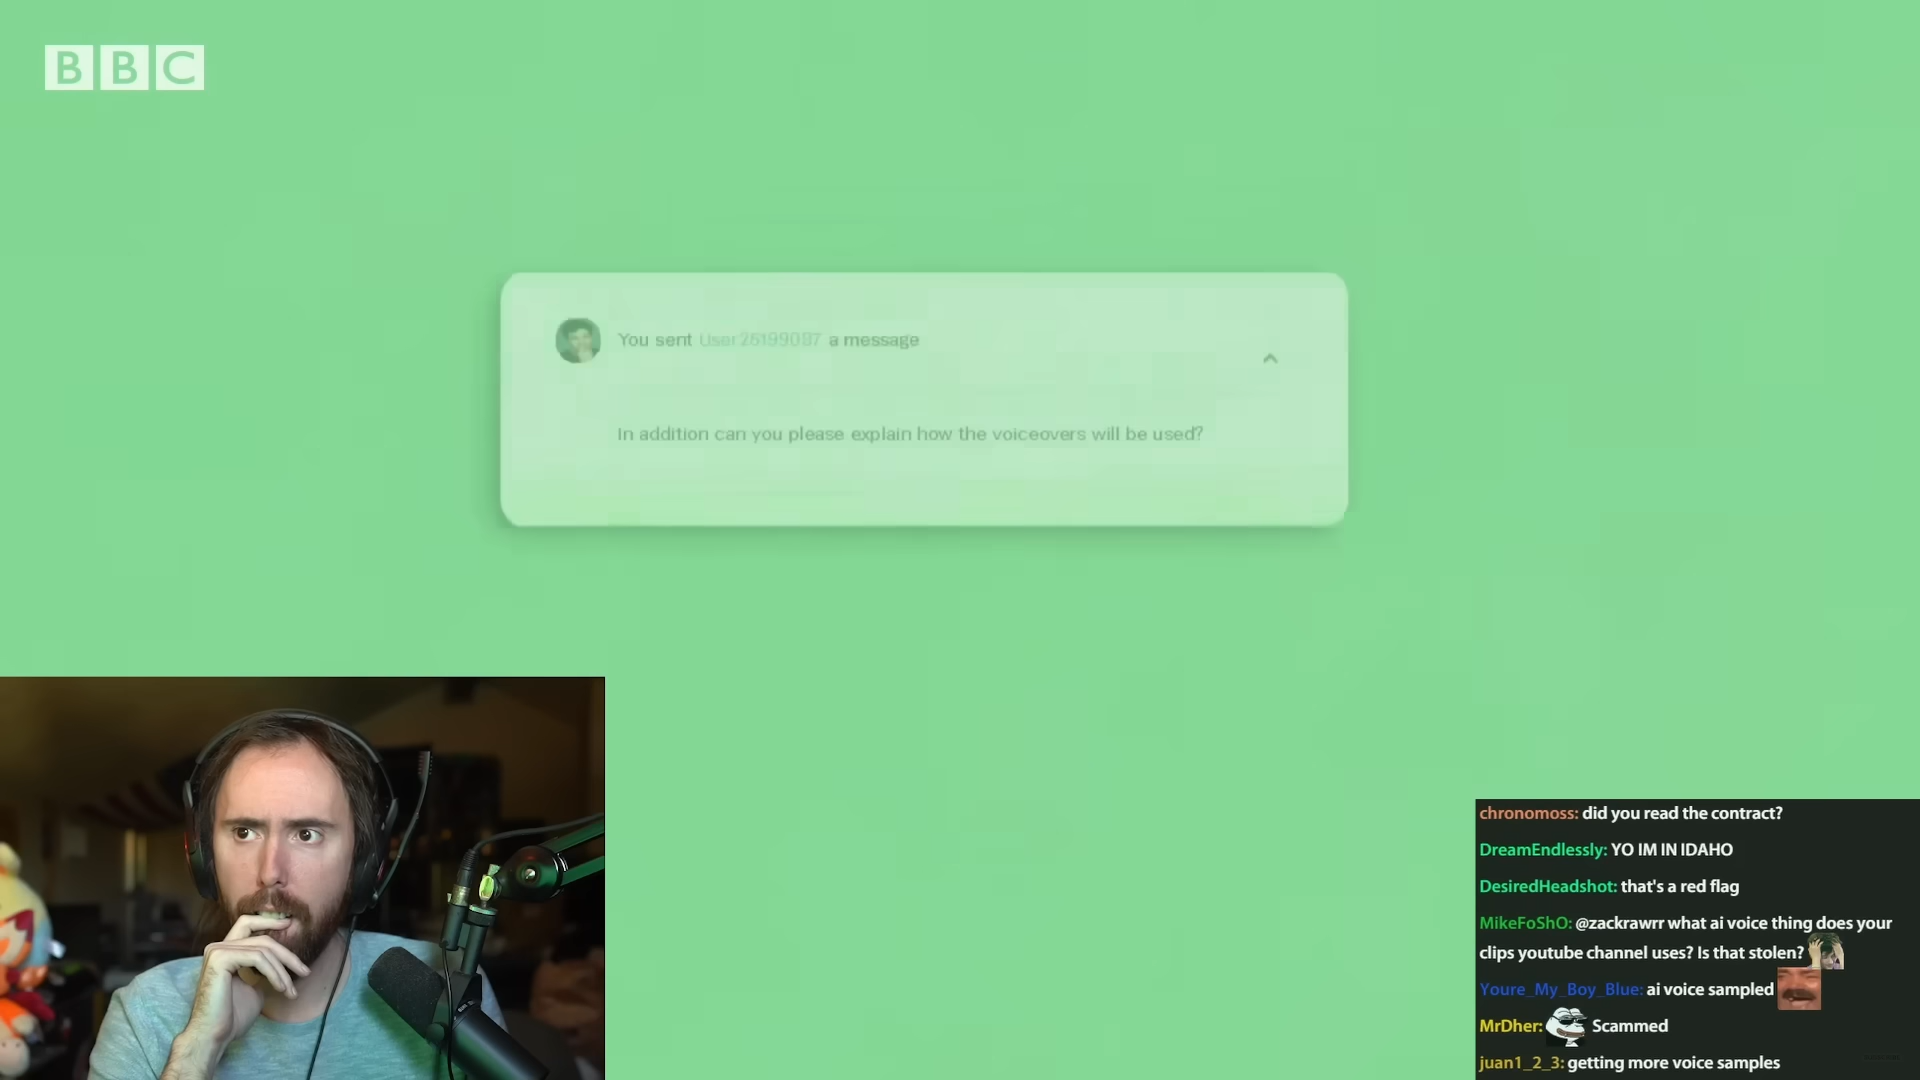 BBC
You sent User25199087 a message
In addition can you please explain how the voiceovers will be used?
chronomoss: did you read the contract?
DreamEndlessly: YO IM IN IDAHO
DesiredHeadshot: that's a red flag
MikeFoShO: @zackrawrr what ai voice thing does your
clips youtube channel uses? Is that stolen?
Youre_My_Boy_Blue: ai voice sampled
MrDher: Scammed
juan1_2_3: getting more voice samples